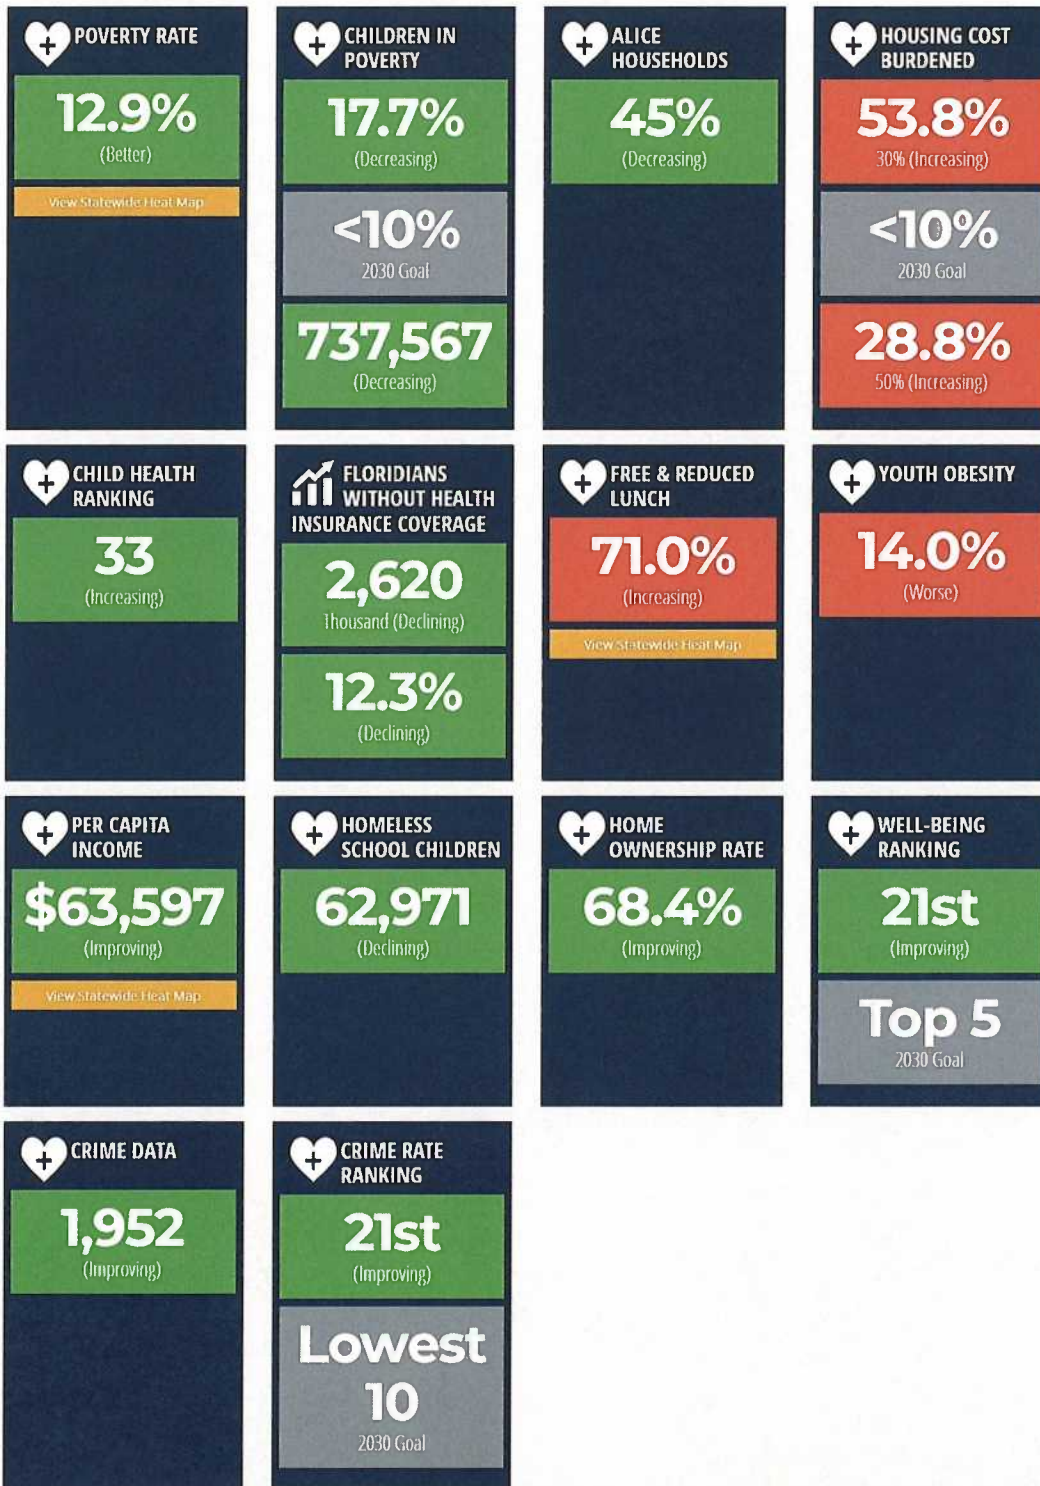 POVERTY RATE
12.9%
(Better)
View Statewide Heat Map
CHILDREN IN
POVERTY
17.7%
(Decreasing)
<10%
2030 Goal
737,567
(Decreasing)
ALICE
HOUSEHOLDS
45%
(Decreasing)
HOUSING COST
BURDENED
53.8%
30% (Increasing)
<10%
2030 Goal
28.8%
50% (Increasing)
CHILD HEALTH
RANKING
33
(Increasing)
FLORIDIANS
WITHOUT HEALTH
INSURANCE COVERAGE
2,620
Thousand (Declining)
12.3%
(Declining)
FREE & REDUCED
LUNCH
71.0%
(Increasing)
View Statewide Heat Map
YOUTH OBESITY
14.0%
(Worse)
PER CAPITA
INCOME
$63,597
(Improving)
View Statewide Heat Map
HOMELESS
SCHOOL CHILDREN
62,971
(Declining)
HOME
OWNERSHIP RATE
68.4%
(Improving)
WELL-BEING
RANKING
21st
(Improving)
Top 5
2030 Goal
CRIME DATA
1,952
(Improving)
CRIME RATE
RANKING
21st
(Improving)
Lowest
10
2030 Goal